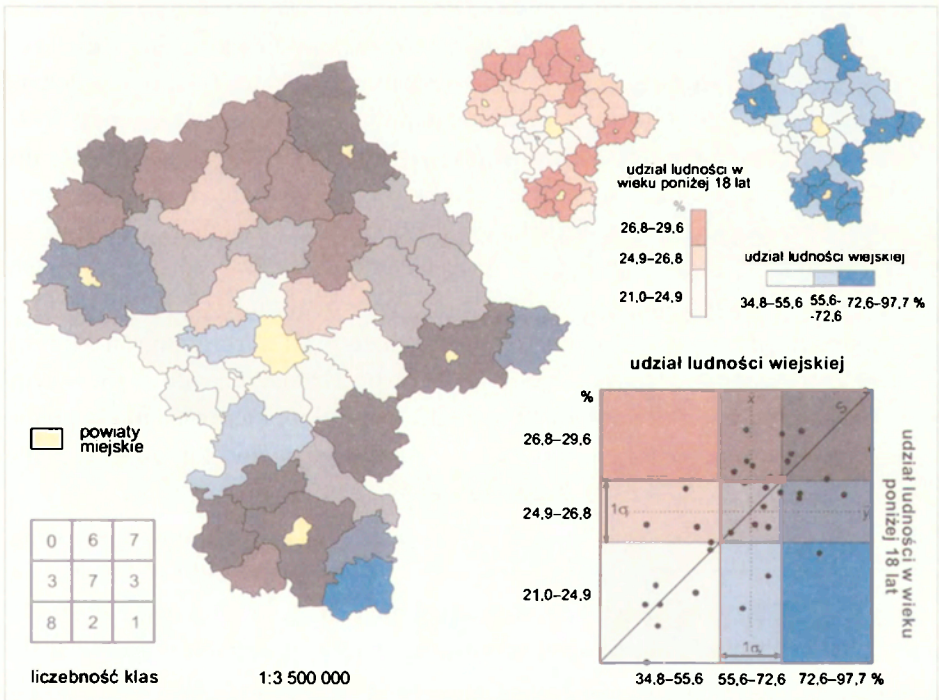 udział ludności w
wieku poniżej 18 lat
%
26,8–29,6
24,9–26,8
21,0–24,9
udział ludności wiejskiej
34,8–55,6 55,6- 72,6–97,7 %
-72,6
powiaty
miejskie
0 6 7
3 7 3
8 2 1
liczebność klas
1:3 500 000
udział ludności wiejskiej
%
26,8–29,6
24,9–26,8
21,0–24,9
x
S
y
1σ
1σ
34,8–55,6 55,6–72,6 72,6–97,7 %
udział ludności w wieku
poniżej 18 lat